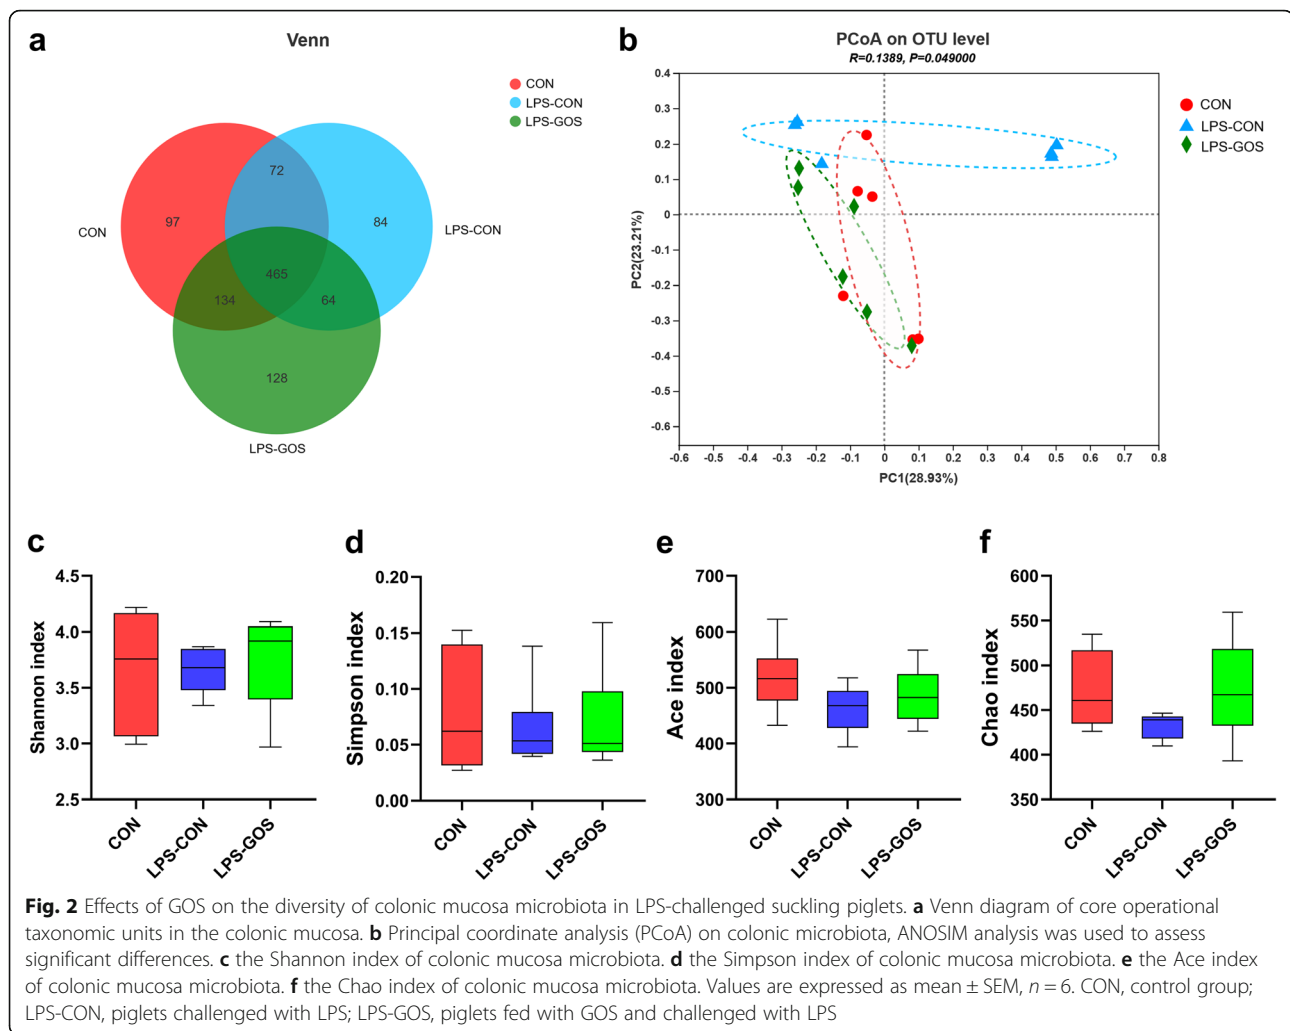 a
Venn
CON
LPS-CON
LPS-GOS
72
97
84
CON
LPS-CON
465
134
64
128
LPS-GOS
b
PCoA on OTU level
R=0.1389, P=0.049000
CON
LPS-CON
LPS-GOS
0.4
0.3
0.2
0.1
0
-0.1
-0.2
-0.3
-0.4
-0.5
-0.6
PC2(23.21%)
-0.6 -0.5 -0.4 -0.3 -0.2 -0.1 0 0.1 0.2 0.3 0.4 0.5 0.6 0.7 0.8
PC1(28.93%)
c
Shannon index
4.5
4.0
3.5
3.0
2.5
CON LPS-CON LPS-GOS
d
Simpson index
0.20
0.15
0.10
0.05
0.00
CON LPS-CON LPS-GOS
e
Ace index
700
600
500
400
300
CON LPS-CON LPS-GOS
f
Chao index
600
550
500
450
400
350
CON LPS-CON LPS-GOS
Fig. 2 Effects of GOS on the diversity of colonic mucosa microbiota in LPS-challenged suckling piglets. a Venn diagram of core operational
taxonomic units in the colonic mucosa. b Principal coordinate analysis (PCoA) on colonic microbiota, ANOSIM analysis was used to assess
significant differences. c the Shannon index of colonic mucosa microbiota. d the Simpson index of colonic mucosa microbiota. e the Ace index
of colonic mucosa microbiota. f the Chao index of colonic mucosa microbiota. Values are expressed as mean ± SEM, n = 6. CON, control group;
LPS-CON, piglets challenged with LPS; LPS-GOS, piglets fed with GOS and challenged with LPS